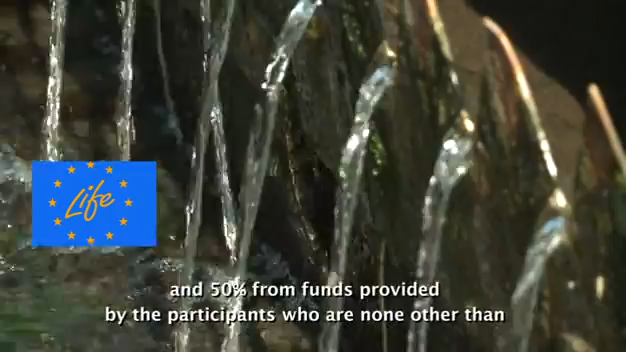 Life
and 50% from funds provided
by the participants who are none other than